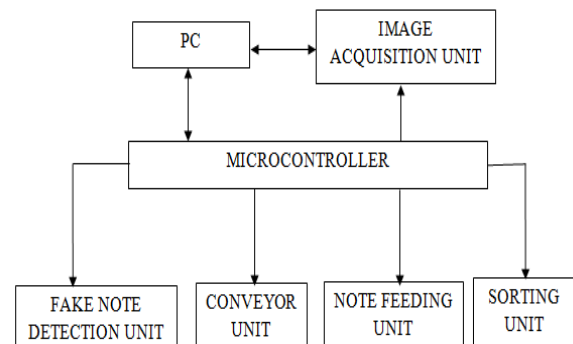 PC
IMAGE
ACQUISITION UNIT
MICROCONTROLLER
FAKE NOTE
DETECTION UNIT
CONVEYOR
UNIT
NOTE FEEDING
UNIT
SORTING
UNIT